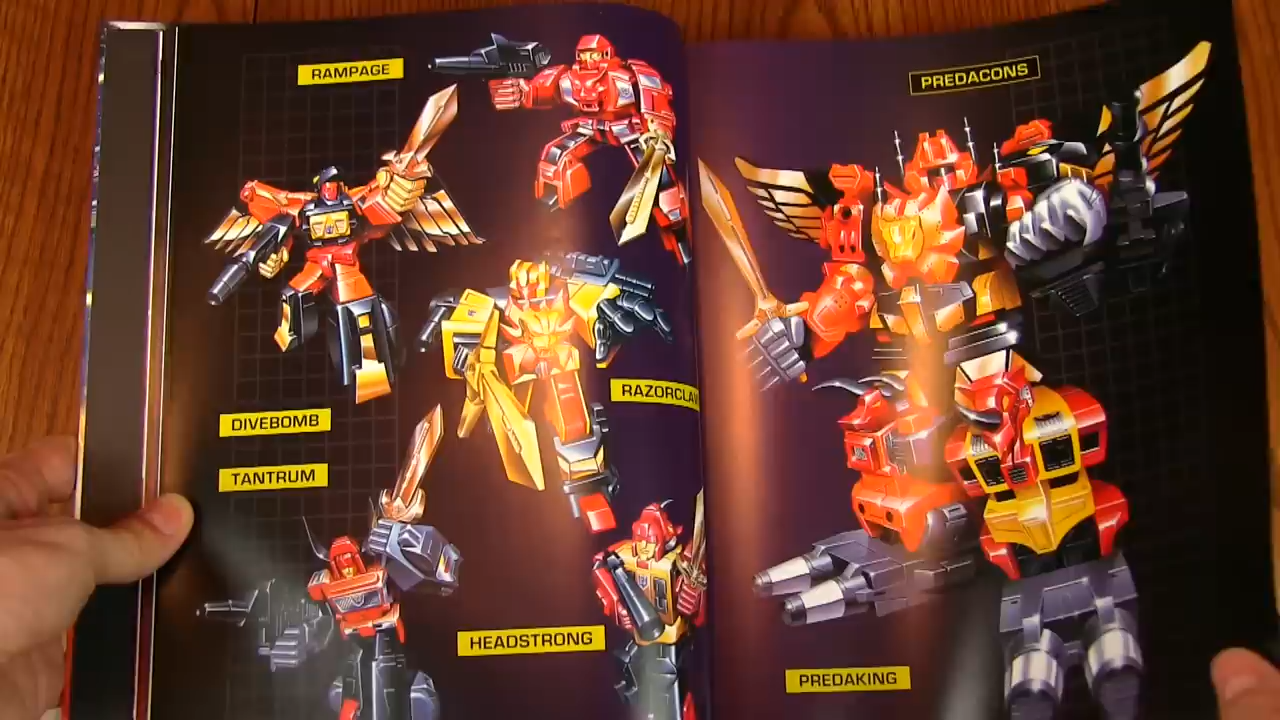 RAMPAGE
PREDACONS
DIVEBOMB
RAZORCLAW
TANTRUM
HEADSTRONG
PREDAKING